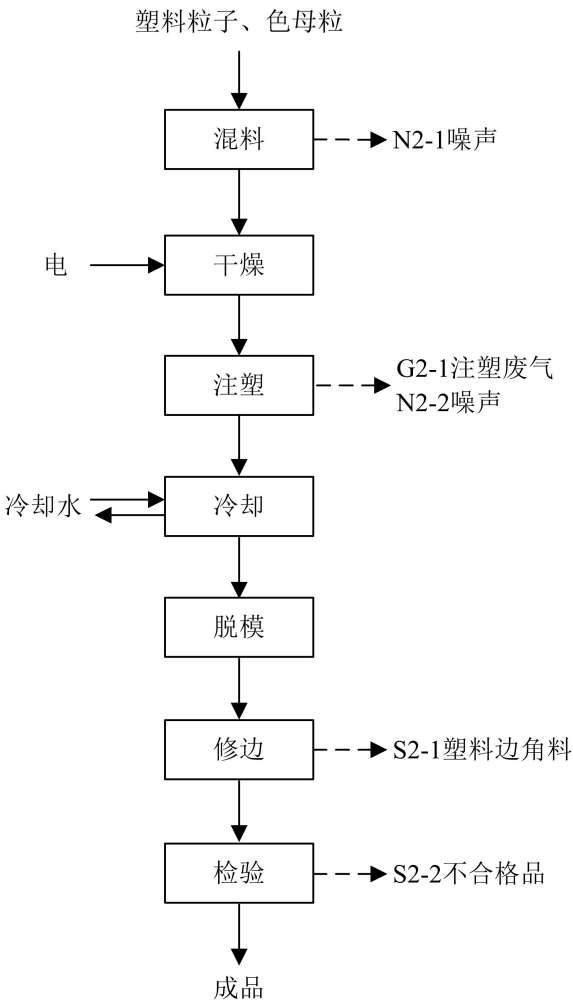 塑料粒子、色母粒
混料
N2-1噪声
电
干燥
注塑
G2-1注塑废气
N2-2噪声
冷却水
冷却
脱模
修边
S2-1塑料边角料
检验
S2-2不合格品
成品